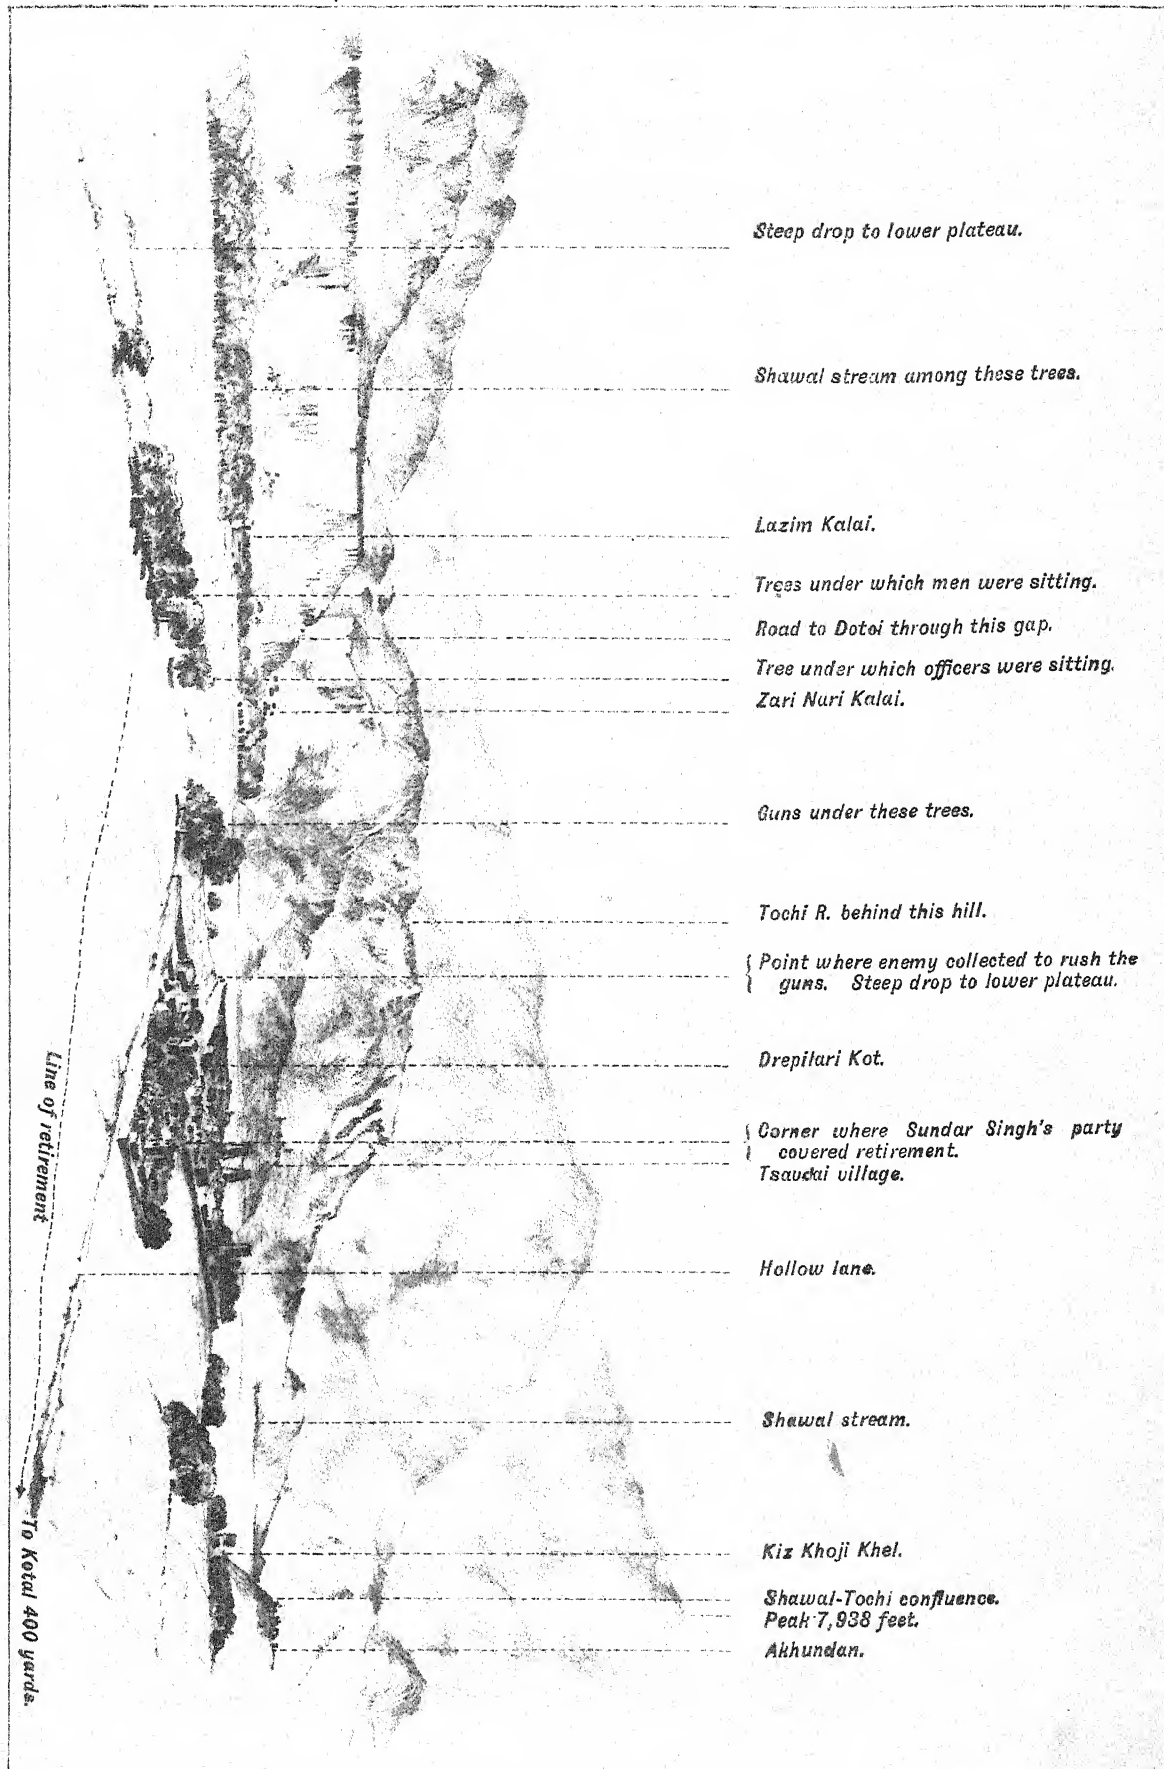 Steep drop to lower plateau.
Shawal stream among these trees.
Lazim Kalai.
Trees under which men were sitting.
Road to Dotoi through this gap.
Tree under which officers were sitting.
Zari Nuri Kalai.
Guns under these trees.
Tochi R. behind this hill.
Point where enemy collected to rush the
guns. Steep drop to lower plateau.
Drepilari Kot.
Corner where Sundar Singh's party
covered retirement.
Tsaudai village.
Hollow lane.
Shawal stream.
Kiz Khoji Khel.
Shawal-Tochi confluence.
Peak 7,938 feet.
Akhundan.
Line of retirement
To Kotal 400 yards.